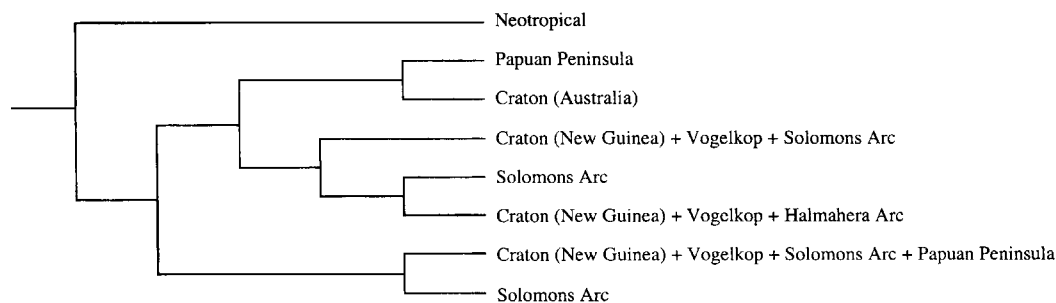 Neotropical
Papuan Peninsula
Craton (Australia)
Craton (New Guinea) + Vogelkop + Solomons Arc
Solomons Arc
Craton (New Guinea) + Vogelkop + Halmahera Arc
Craton (New Guinea) + Vogelkop + Solomons Arc + Papuan Peninsula
Solomons Arc